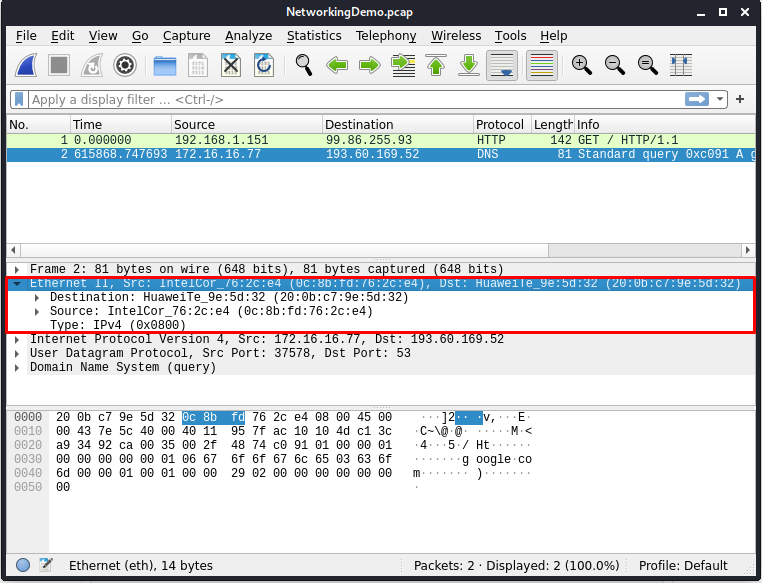 NetworkingDemo.pcap
File Edit View Go Capture Analyze Statistics Telephony Wireless Tools Help
Apply a display filter ... <Ctrl-/>
No. Time Source Destination Protocol Length Info
1 0.000000 192.168.1.151 99.86.255.93 HTTP 142 GET / HTTP/1.1
2 615868.747693 172.16.16.77 193.60.169.52 DNS 81 Standard query 0xc091 A g
Frame 2: 81 bytes on wire (648 bits), 81 bytes captured (648 bits)
Ethernet II, Src: IntelCor_76:2c:e4 (0c:8b:fd:76:2c:e4), Dst: HuaweiTe_9e:5d:32 (20:0b:c7:9e:5d:32)
Destination: HuaweiTe_9e:5d:32 (20:0b:c7:9e:5d:32)
Source: IntelCor_76:2c:e4 (0c:8b:fd:76:2c:e4)
Type: IPv4 (0x0800)
Internet Protocol Version 4, Src: 172.16.16.77, Dst: 193.60.169.52
User Datagram Protocol, Src Port: 37578, Dst Port: 53
Domain Name System (query)
0000 20 0b c7 9e 5d 32 0c 8b fd 76 2c e4 08 00 45 00 ···]2·· ·v,···E·
0010 00 43 7e 5c 40 00 40 11 95 7f ac 10 10 4d c1 3c ·C~\@·@· ·····M·<
0020 a9 34 92 ca 00 35 00 2f 48 74 c0 91 01 00 00 01 ·4···5·/ Ht······
0030 00 00 00 00 00 01 06 67 6f 6f 67 6c 65 03 63 6f ·······g oogle·co
0040 6d 00 00 01 00 01 00 00 29 02 00 00 00 00 00 00 m······· )·······
0050 00 ·
Ethernet (eth), 14 bytes Packets: 2 · Displayed: 2 (100.0%) Profile: Default